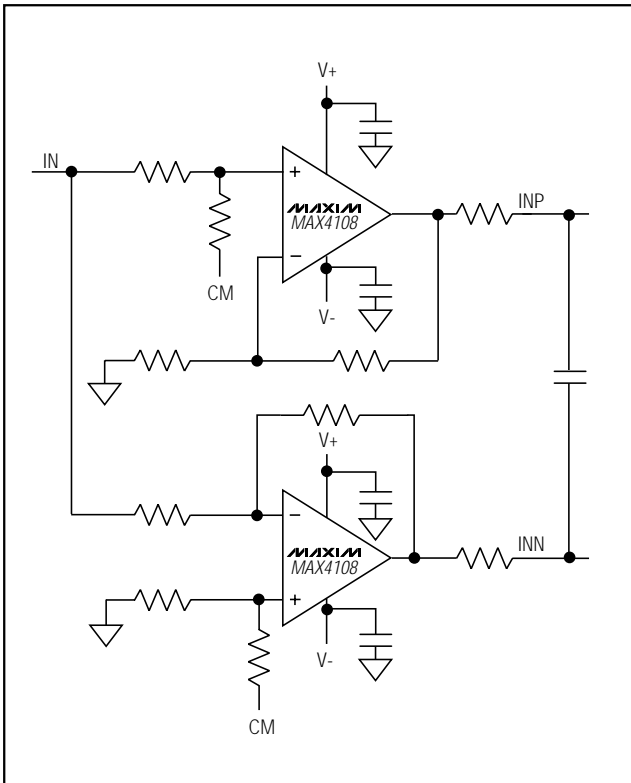 V+
IN
+
MAXIM
MAX4108
INP
−
CM
V-
V+
−
MAXIM
MAX4108
INN
+
V-
CM